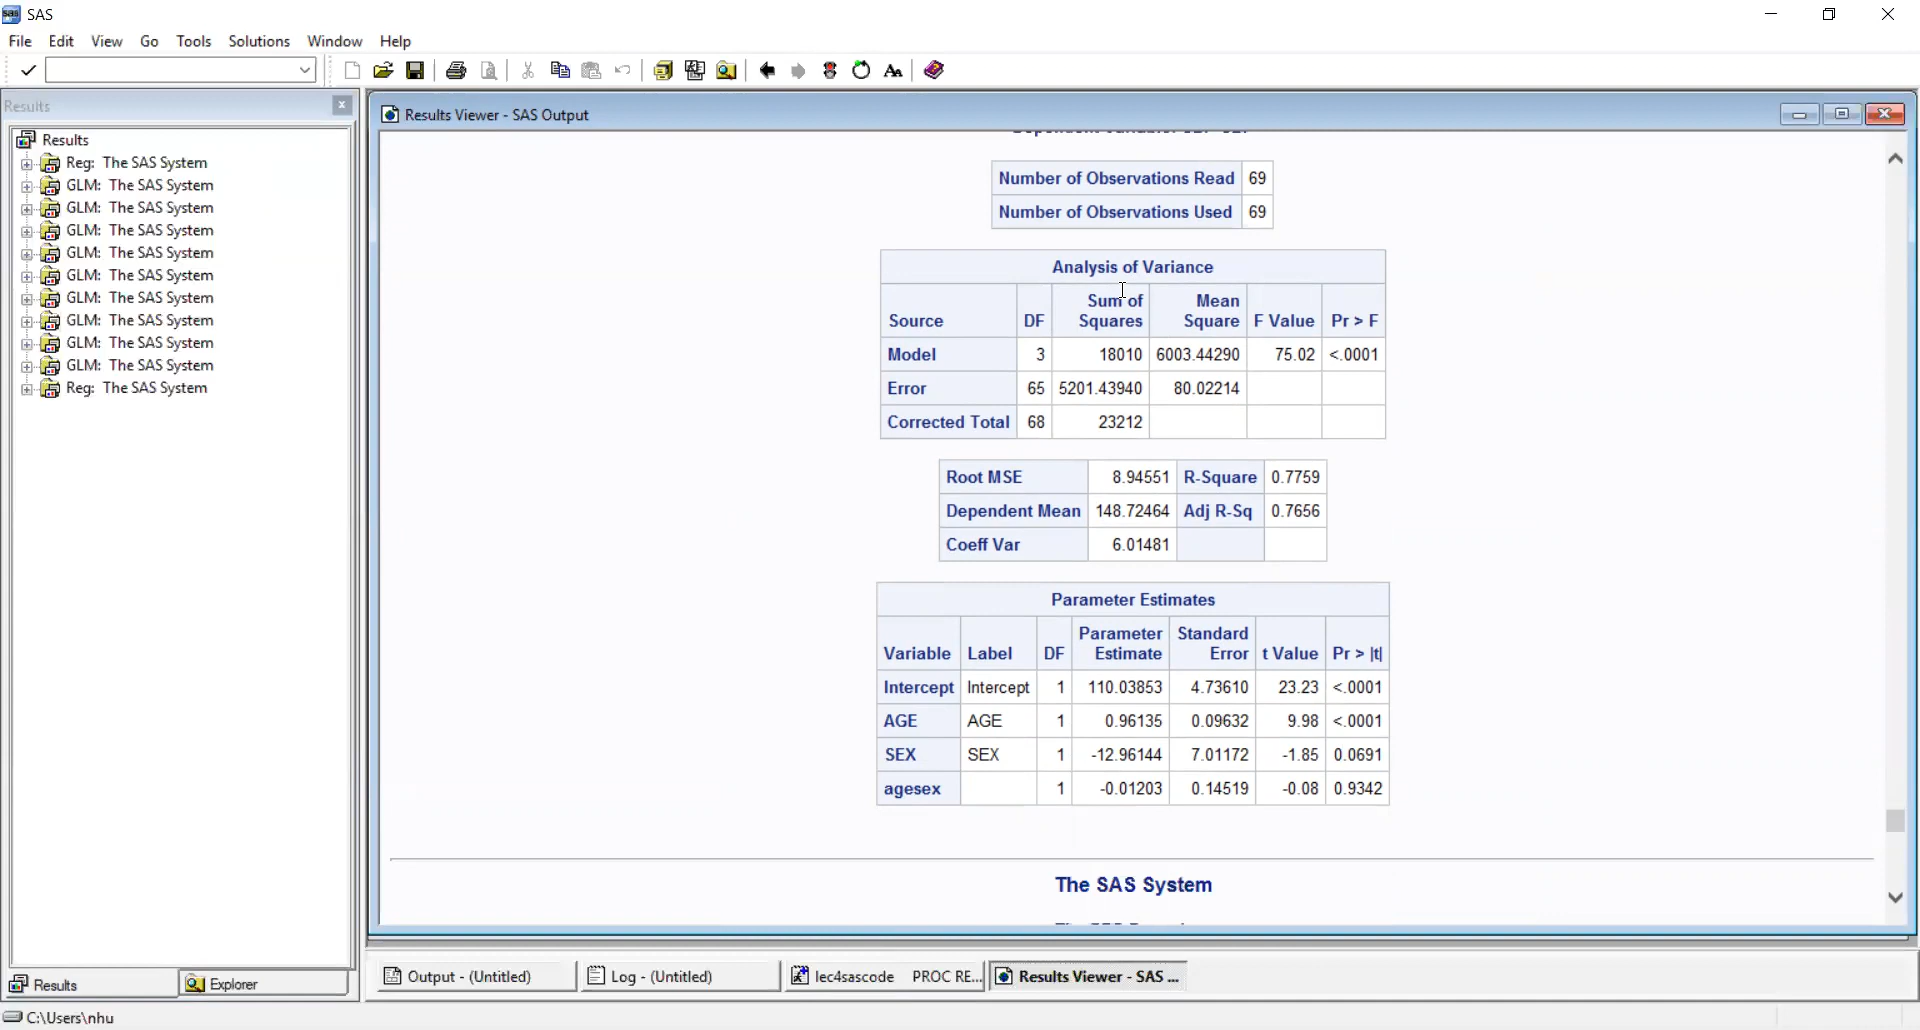 SAS
File Edit View Go Tools Solutions Window Help
Results
Results
Reg: The SAS System
GLM: The SAS System
GLM: The SAS System
GLM: The SAS System
GLM: The SAS System
GLM: The SAS System
GLM: The SAS System
GLM: The SAS System
GLM: The SAS System
GLM: The SAS System
Reg: The SAS System
Results Explorer
Results Viewer - SAS Output
Number of Observations Read 69
Number of Observations Used 69
Analysis of Variance
Source DF Sum of Squares Mean Square F Value Pr > F
Model 3 18010 6003.44290 75.02 <.0001
Error 65 5201.43940 80.02214
Corrected Total 68 23212
Root MSE 8.94551 R-Square 0.7759
Dependent Mean 148.72464 Adj R-Sq 0.7656
Coeff Var 6.01481
Parameter Estimates
Variable Label DF Parameter Estimate Standard Error t Value Pr > |t|
Intercept Intercept 1 110.03853 4.73610 23.23 <.0001
AGE AGE 1 0.96135 0.09632 9.98 <.0001
SEX SEX 1 -12.96144 7.01172 -1.85 0.0691
agesex 1 -0.01203 0.14519 -0.08 0.9342
The SAS System
Output - (Untitled) Log - (Untitled) lec4sascode PROC RE... Results Viewer - SAS ...
C:\Users\nhu